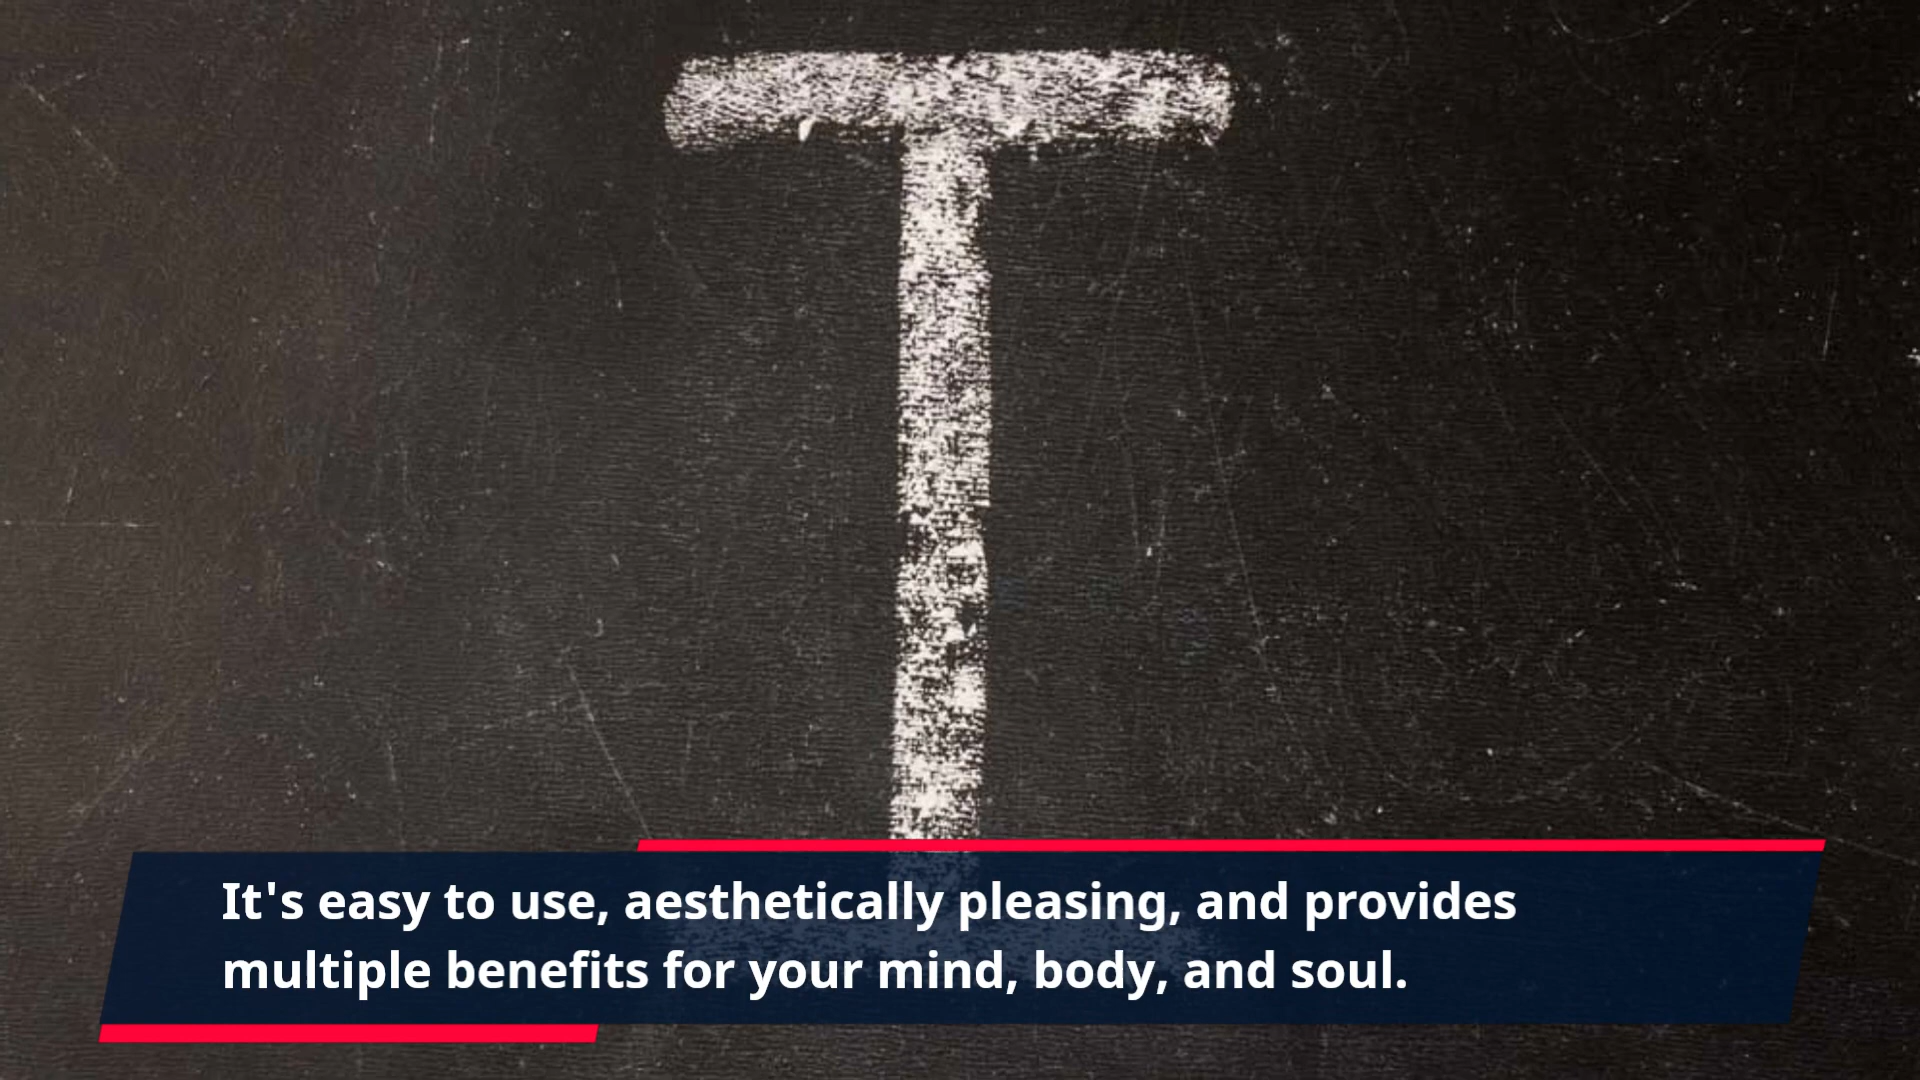 I
It's easy to use, aesthetically pleasing, and provides
multiple benefits for your mind, body, and soul.